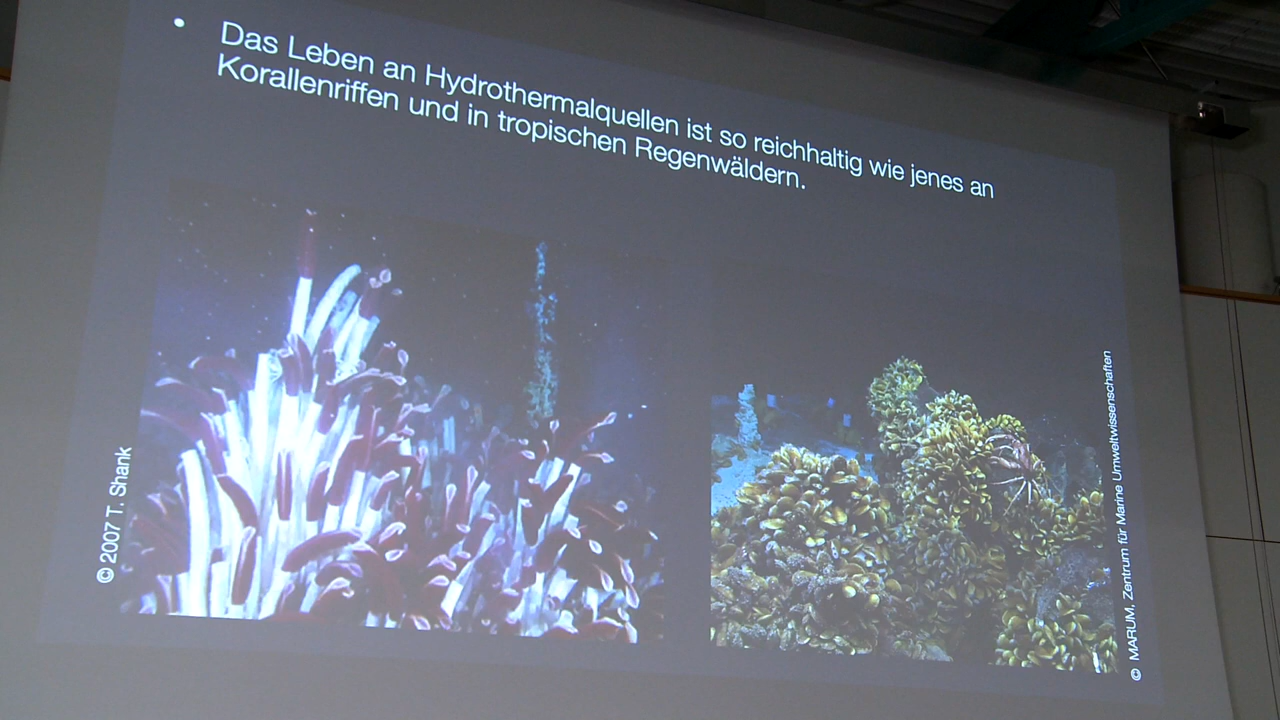 • Das Leben an Hydrothermalquellen ist so reichhaltig wie jenes an
Korallenriffen und in tropischen Regenwäldern.
© 2007 T. Shank
© MARUM, Zentrum für Marine Umweltwissenschaften